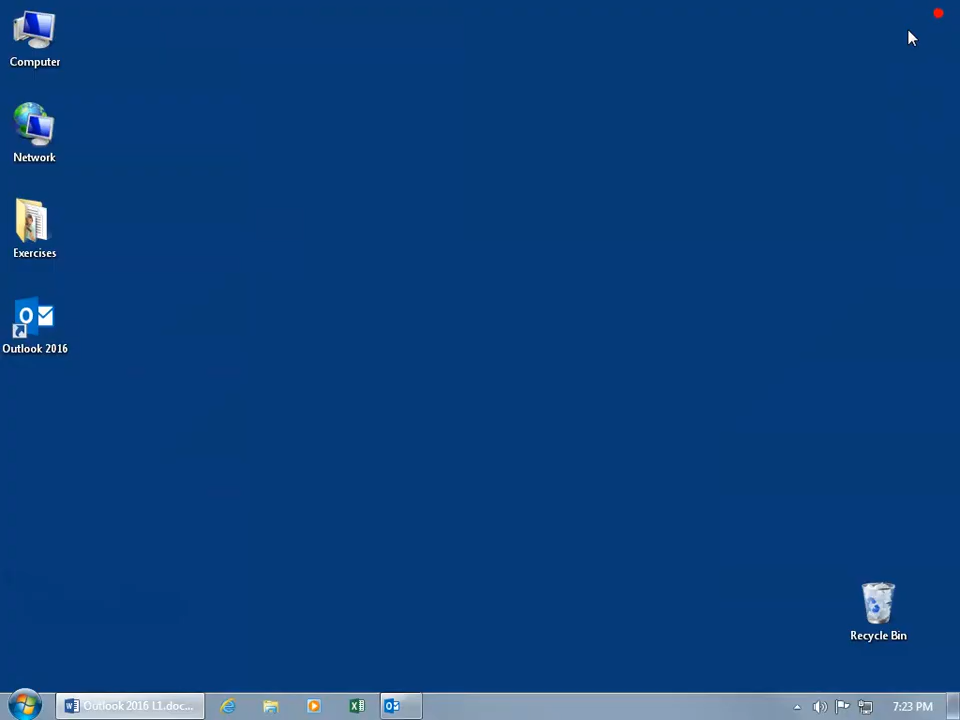 Computer
Network
Exercises
Outlook 2016
Recycle Bin
Outlook 2016 L1.doc...
7:23 PM